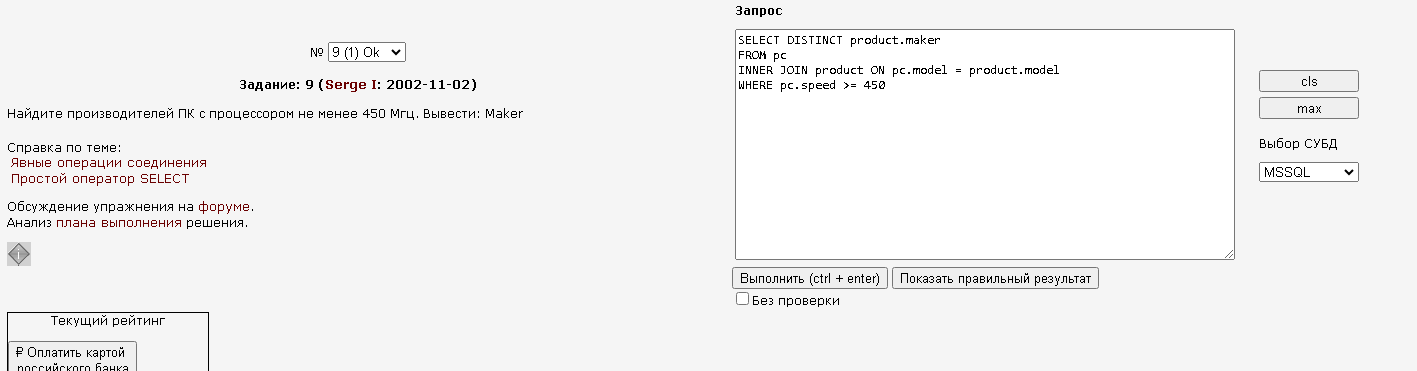 № 9 (1) Ok
Задание: 9 (Serge I: 2002-11-02)
Найдите производителей ПК с процессором не менее 450 Мгц. Вывести: Maker
Справка по теме:
Явные операции соединения
Простой оператор SELECT
Обсуждение упражнения на форуме.
Анализ плана выполнения решения.
Текущий рейтинг
₽ Оплатить картой
российского банка
Запрос
SELECT DISTINCT product.maker
FROM pc
INNER JOIN product ON pc.model = product.model
WHERE pc.speed >= 450
Выполнить (ctrl + enter) Показать правильный результат
Без проверки
cls
max
Выбор СУБД
MSSQL